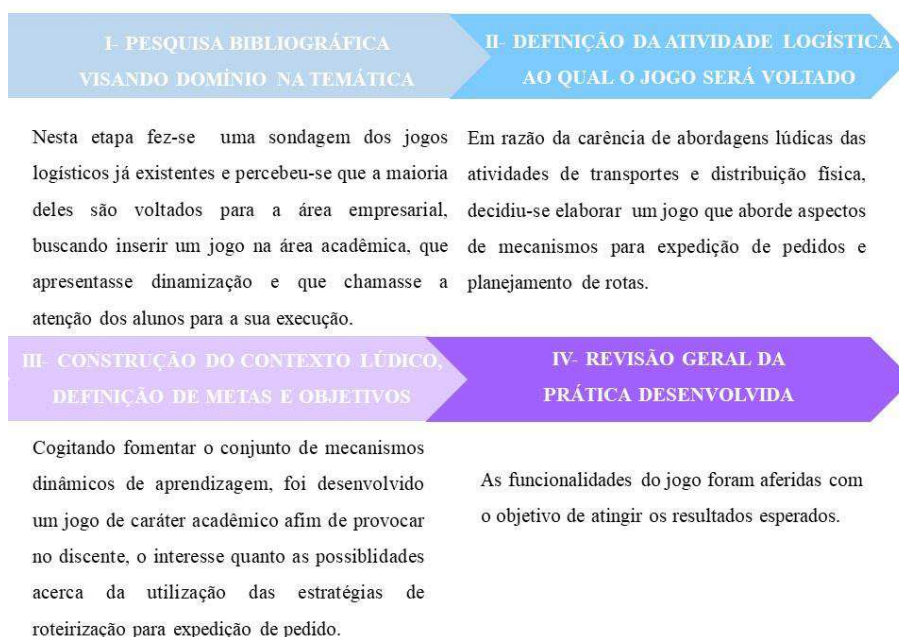 I- PESQUISA BIBLIOGRÁFICA
VISANDO DOMÍNIO NA TEMÁTICA
II- DEFINIÇÃO DA ATIVIDADE LOGÍSTICA
AO QUAL O JOGO SERÁ VOLTADO
Nesta etapa fez-se uma sondagem dos jogos
logísticos já existentes e percebeu-se que a maioria
deles são voltados para a área empresarial,
buscando inserir um jogo na área acadêmica, que
apresentasse dinamização e que chamasse a
atenção dos alunos para a sua execução.
Em razão da carência de abordagens lúdicas das
atividades de transportes e distribuição física,
decidiu-se elaborar um jogo que aborde aspectos
de mecanismos para expedição de pedidos e
planejamento de rotas.
III- CONSTRUÇÃO DO CONTEXTO LÚDICO,
DEFINIÇÃO DE METAS E OBJETIVOS
IV- REVISÃO GERAL DA
PRÁTICA DESENVOLVIDA
Cogitando fomentar o conjunto de mecanismos
dinâmicos de aprendizagem, foi desenvolvido
um jogo de caráter acadêmico afim de provocar
no discente, o interesse quanto as possiblidades
acerca da utilização das estratégias de
roteirização para expedição de pedido.
As funcionalidades do jogo foram aferidas com
o objetivo de atingir os resultados esperados.